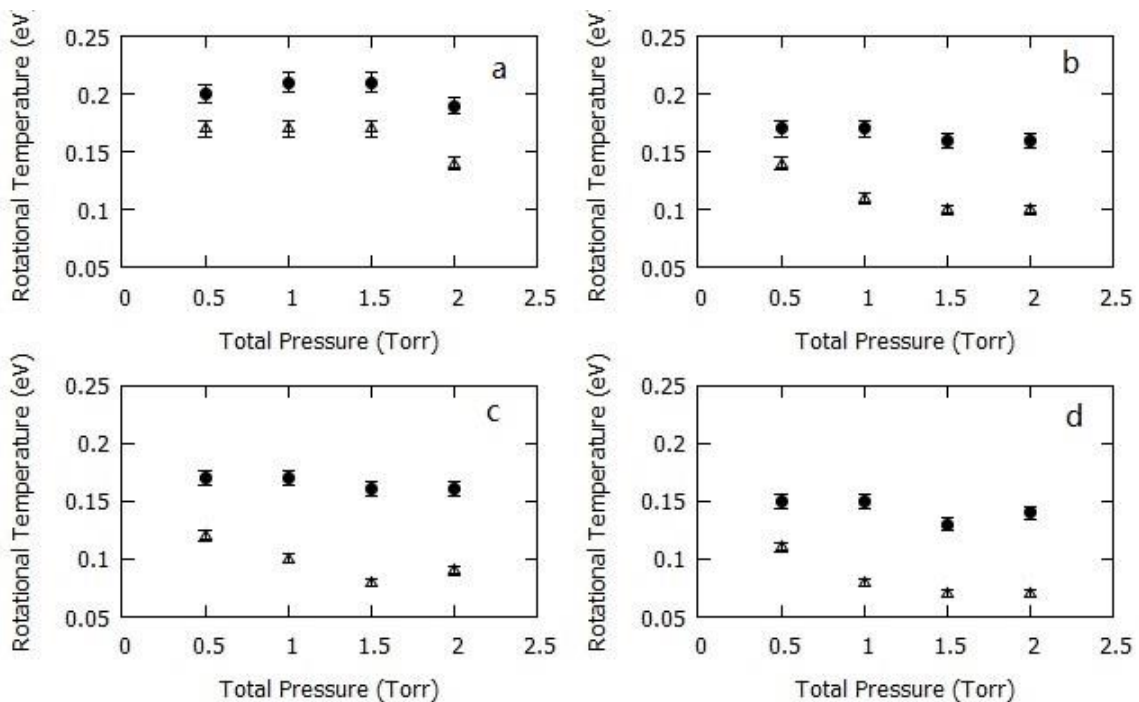 Rotational Temperature (eV)
0.25
0.2
0.15
0.1
0.05
a
0 0.5 1 1.5 2 2.5
Total Pressure (Torr)
Rotational Temperature (eV)
0.25
0.2
0.15
0.1
0.05
b
0 0.5 1 1.5 2 2.5
Total Pressure (Torr)
Rotational Temperature (eV)
0.25
0.2
0.15
0.1
0.05
c
0 0.5 1 1.5 2 2.5
Total Pressure (Torr)
Rotational Temperature (eV)
0.25
0.2
0.15
0.1
0.05
d
0 0.5 1 1.5 2 2.5
Total Pressure (Torr)